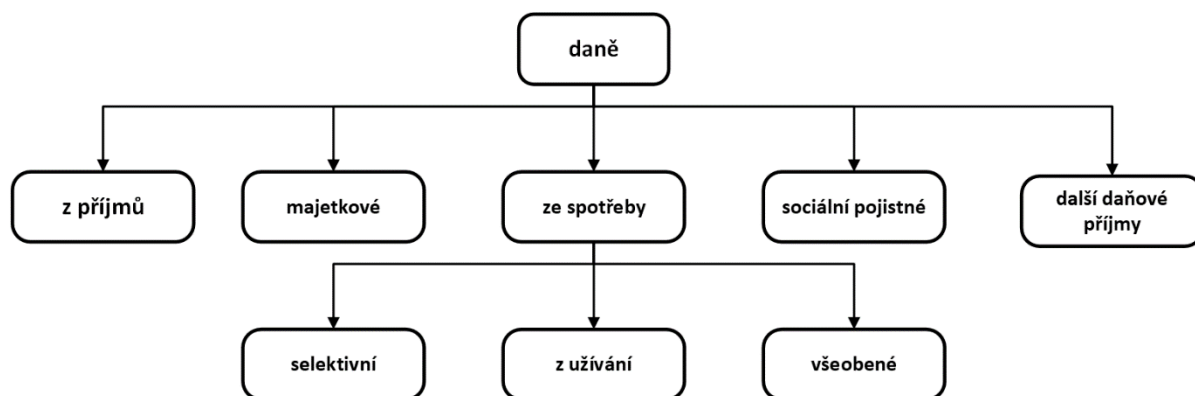 daně
z příjmů
majetkové
ze spotřeby
sociální pojistné
další daňové
příjmy
selektivní
z užívání
všeobené